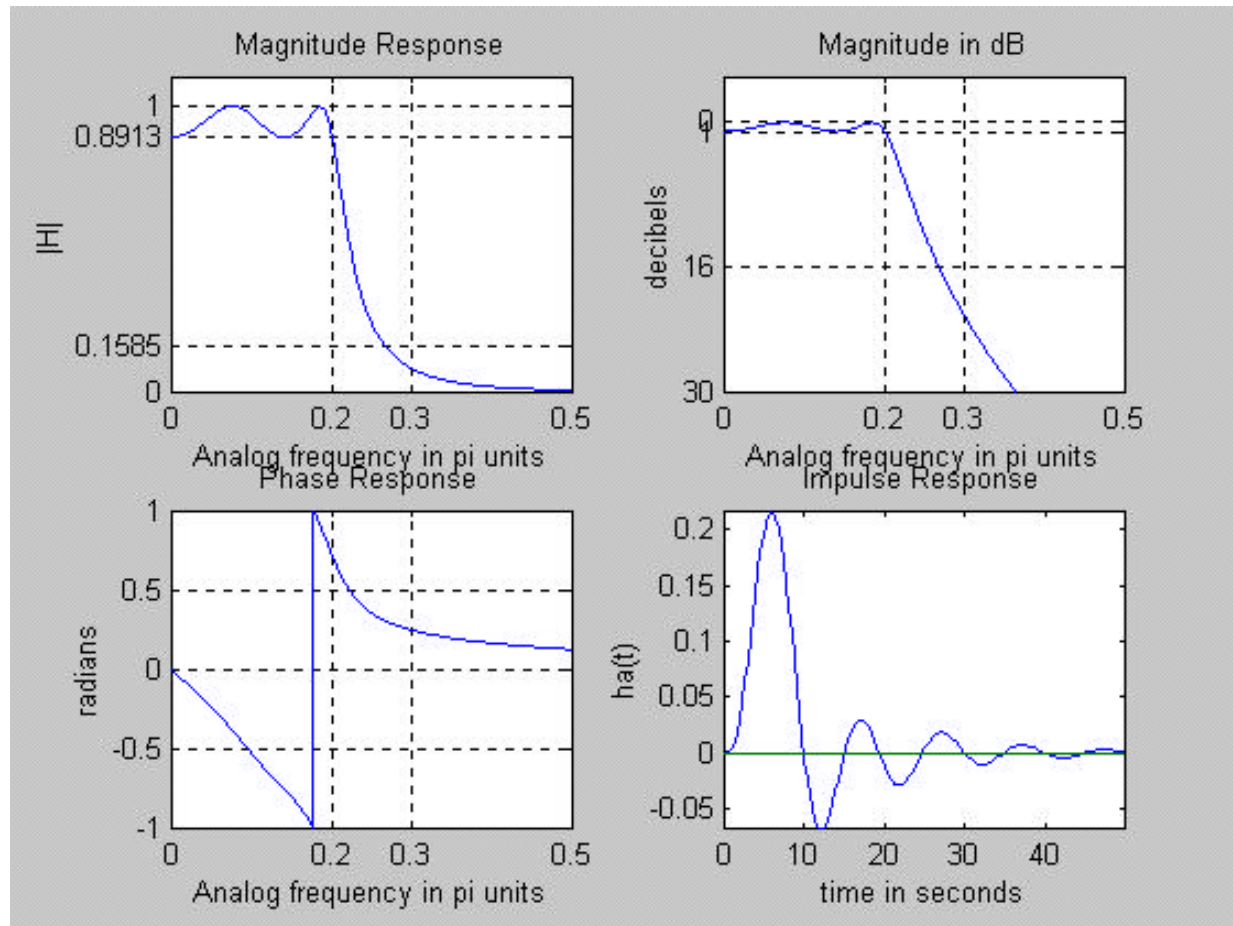 Magnitude Response
1
0.8913
|H|
0.1585
0
0 0.2 0.3 0.5
Analog frequency in pi units
Magnitude in dB
0
1
decibels
16
30
0 0.2 0.3 0.5
Analog frequency in pi units
Phase Response
1
0.5
radians
0
-0.5
-1
0 0.2 0.3 0.5
Analog frequency in pi units
Impulse Response
0.2
0.15
0.1
ha(t)
0.05
0
-0.05
0 10 20 30 40
time in seconds